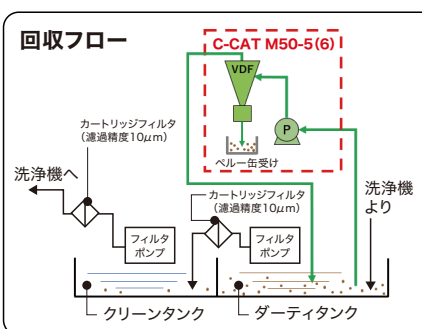 回収フロー
C-CAT M50-5(6)
VDF
P
ペール缶受け
カートリッジフィルタ
(濾過精度10μm)
洗浄機へ
フィルタ
ポンプ
カートリッジフィルタ
(濾過精度10μm)
フィルタ
ポンプ
洗浄機
より
クリーンタンク
ダーティタンク